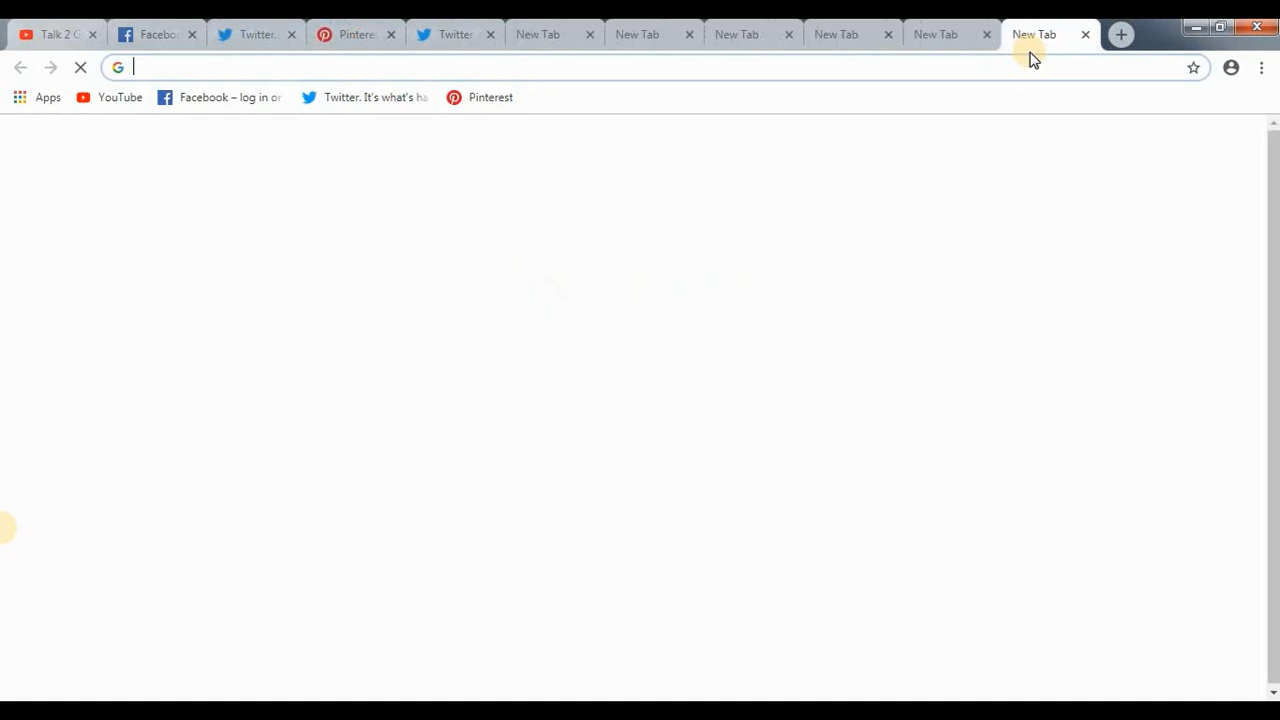 Talk 2 G Facebo Twitter. Pintere Twitter New Tab New Tab New Tab New Tab New Tab New Tab
Apps YouTube Facebook – log in or Twitter. It's what's ha Pinterest